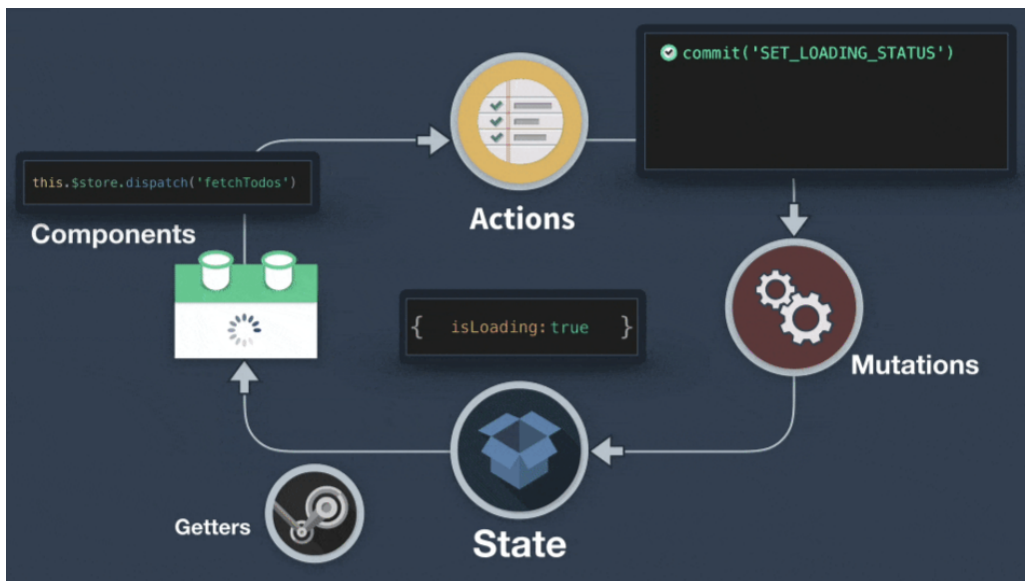 commit('SET_LOADING_STATUS')
this.$store.dispatch('fetchTodos')
Actions
Components
{ isLoading:true }
Mutations
Getters
State